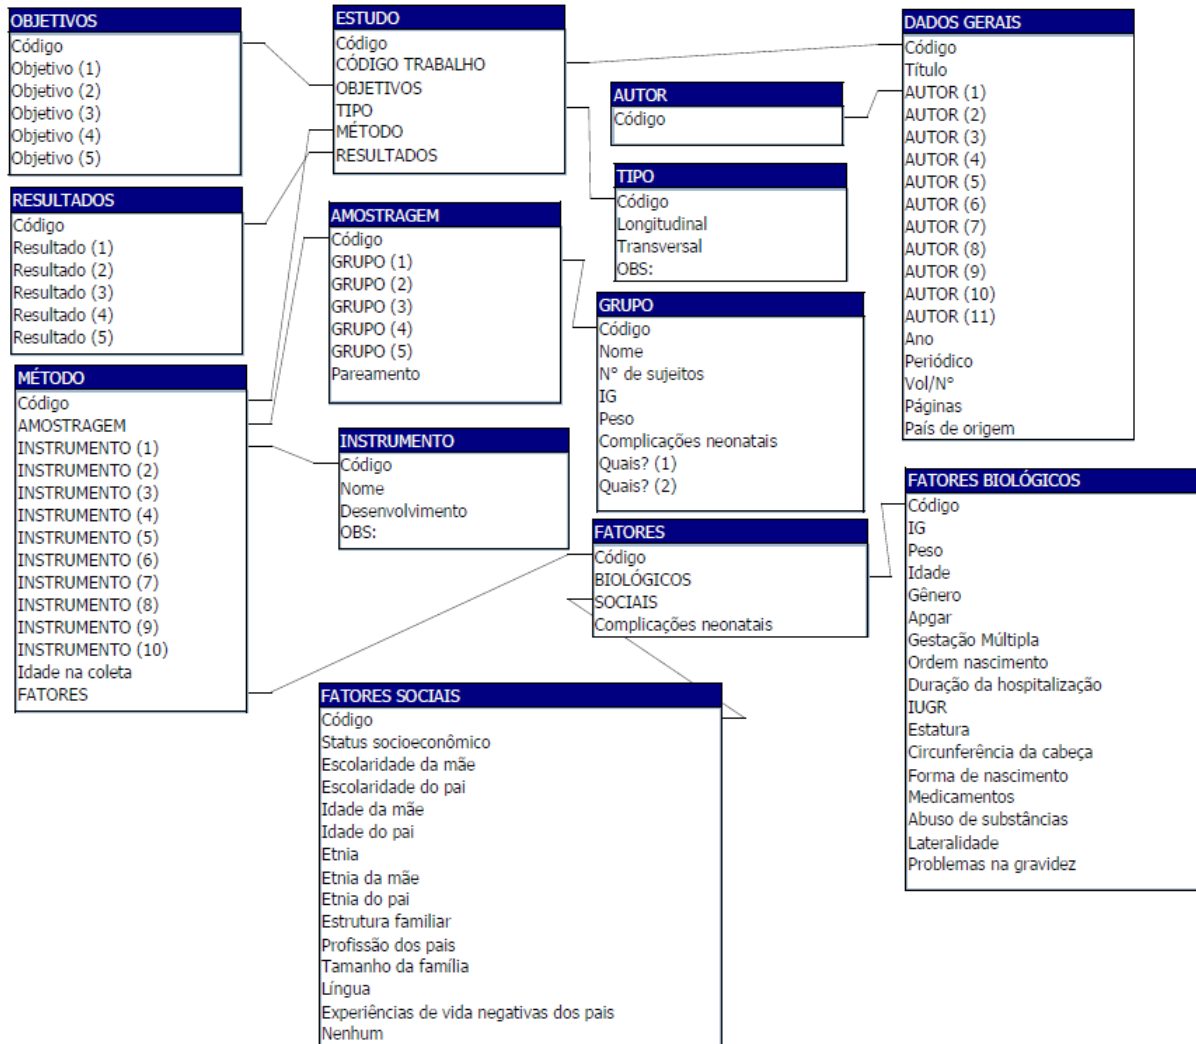 OBJETIVOS
Código
Objetivo (1)
Objetivo (2)
Objetivo (3)
Objetivo (4)
Objetivo (5)
ESTUDO
Código
CÓDIGO TRABALHO
OBJETIVOS
TIPO
MÉTODO
RESULTADOS
DADOS GERAIS
Código
Título
AUTOR (1)
AUTOR (2)
AUTOR (3)
AUTOR (4)
AUTOR (5)
AUTOR (6)
AUTOR (7)
AUTOR (8)
AUTOR (9)
AUTOR (10)
AUTOR (11)
Ano
Periódico
Vol/N°
Páginas
País de origem
AUTOR
Código
TIPO
Código
Longitudinal
Transversal
OBS:
RESULTADOS
Código
Resultado (1)
Resultado (2)
Resultado (3)
Resultado (4)
Resultado (5)
AMOSTRAGEM
Código
GRUPO (1)
GRUPO (2)
GRUPO (3)
GRUPO (4)
GRUPO (5)
Pareamento
GRUPO
Código
Nome
N° de sujeitos
IG
Peso
Complicações neonatais
Quais? (1)
Quais? (2)
MÉTODO
Código
AMOSTRAGEM
INSTRUMENTO (1)
INSTRUMENTO (2)
INSTRUMENTO (3)
INSTRUMENTO (4)
INSTRUMENTO (5)
INSTRUMENTO (6)
INSTRUMENTO (7)
INSTRUMENTO (8)
INSTRUMENTO (9)
INSTRUMENTO (10)
Idade na coleta
FATORES
INSTRUMENTO
Código
Nome
Desenvolvimento
OBS:
FATORES
Código
BIOLÓGICOS
SOCIAIS
Complicações neonatais
FATORES BIOLÓGICOS
Código
IG
Peso
Idade
Gênero
Apgar
Gestação Múltipla
Ordem nascimento
Duração da hospitalização
IUGR
Estatura
Circunferência da cabeça
Forma de nascimento
Medicamentos
Abuso de substâncias
Lateralidade
Problemas na gravidez
FATORES SOCIAIS
Código
Status socioeconômico
Escolaridade da mãe
Escolaridade do pai
Idade da mãe
Idade do pai
Etnia
Etnia da mãe
Etnia do pai
Estrutura familiar
Profissão dos pais
Tamanho da família
Língua
Experiências de vida negativas dos pais
Nenhum